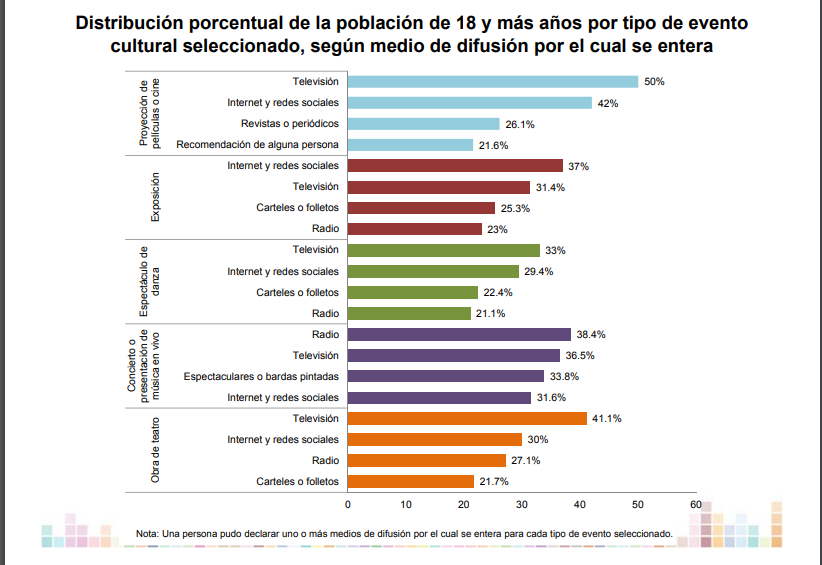 Distribución porcentual de la población de 18 y más años por tipo de evento
cultural seleccionado, según medio de difusión por el cual se entera
Proyección de
películas o cine
Televisión 50%
Internet y redes sociales 42%
Revistas o periódicos 26.1%
Recomendación de alguna persona 21.6%
Exposición
Internet y redes sociales 37%
Televisión 31.4%
Carteles o folletos 25.3%
Radio 23%
Espectáculo de
danza
Televisión 33%
Internet y redes sociales 29.4%
Carteles o folletos 22.4%
Radio 21.1%
Concierto o
presentación de
música en vivo
Radio 38.4%
Televisión 36.5%
Espectaculares o bardas pintadas 33.8%
Internet y redes sociales 31.6%
Obra de teatro
Televisión 41.1%
Internet y redes sociales 30%
Radio 27.1%
Carteles o folletos 21.7%
0 10 20 30 40 50 60
Nota: Una persona pudo declarar uno o más medios de difusión por el cual se entera para cada tipo de evento seleccionado.